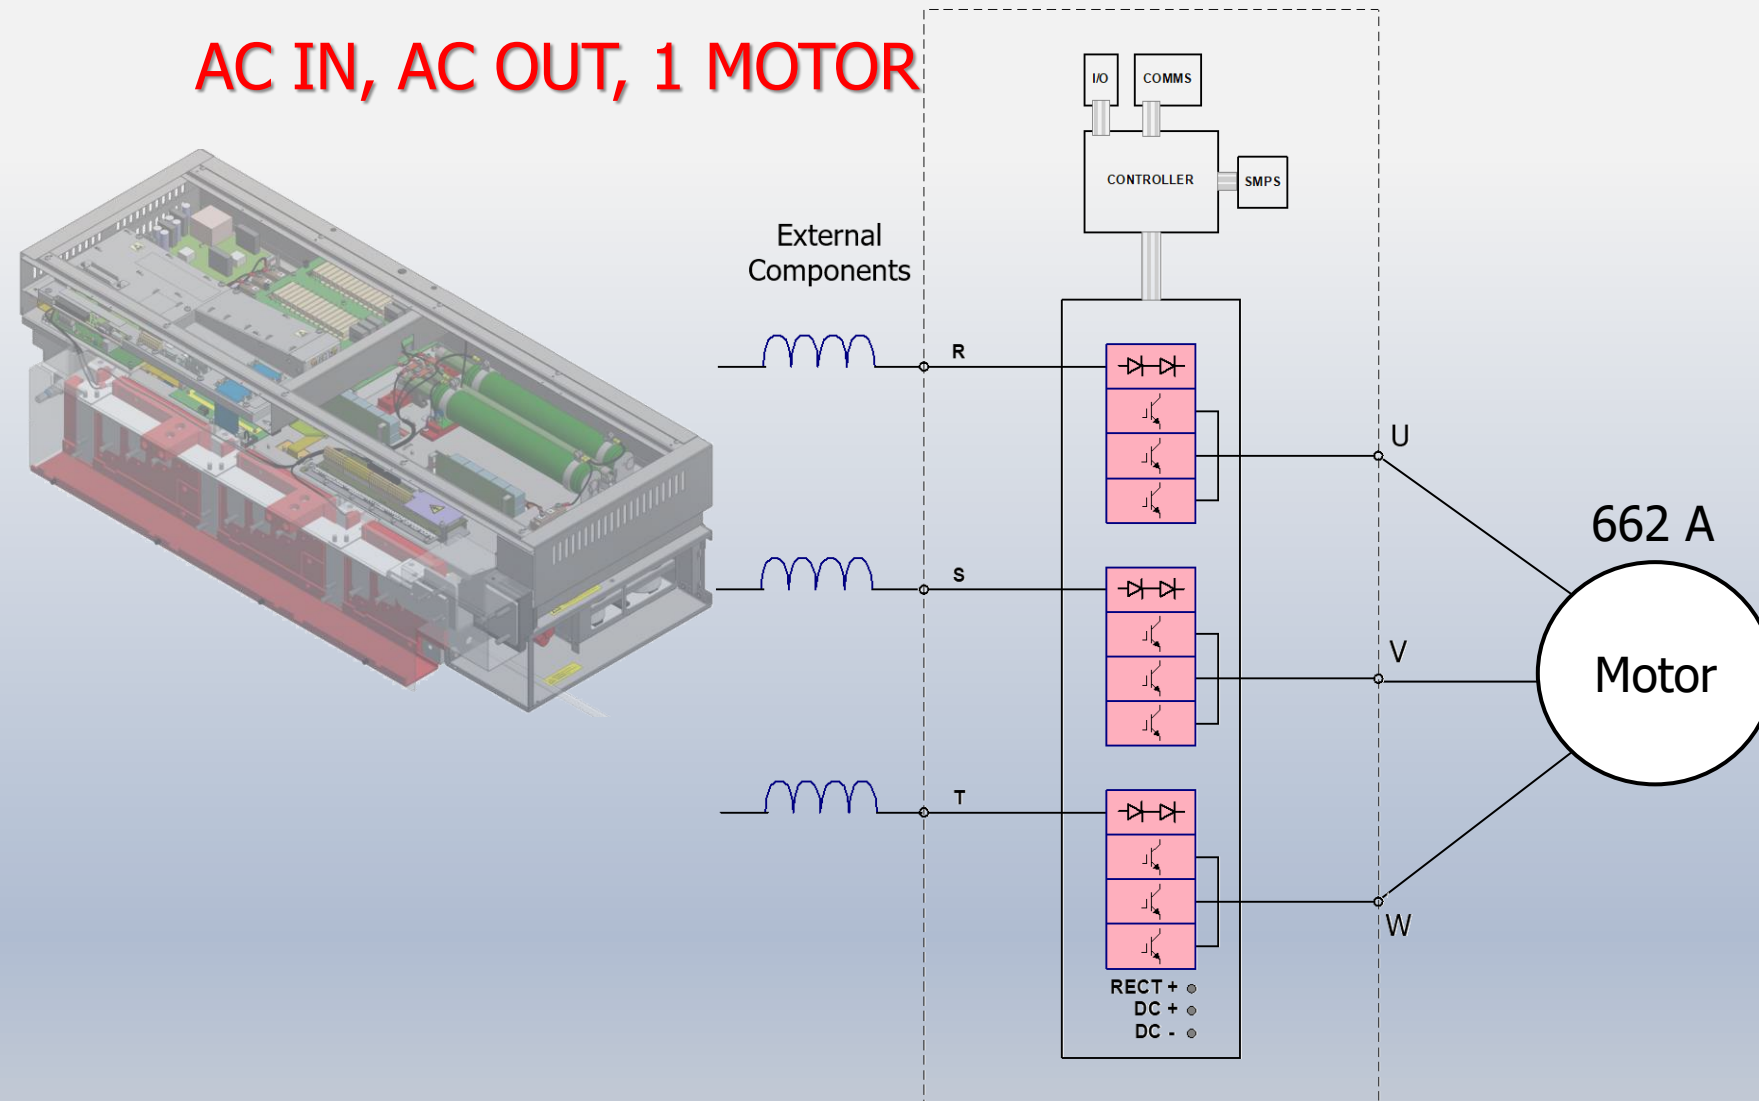 AC IN, AC OUT, 1 MOTOR
I/O
COMMS
CONTROLLER
SMPS
External
Components
R
S
T
U
V
W
662 A
Motor
RECT +
DC +
DC -